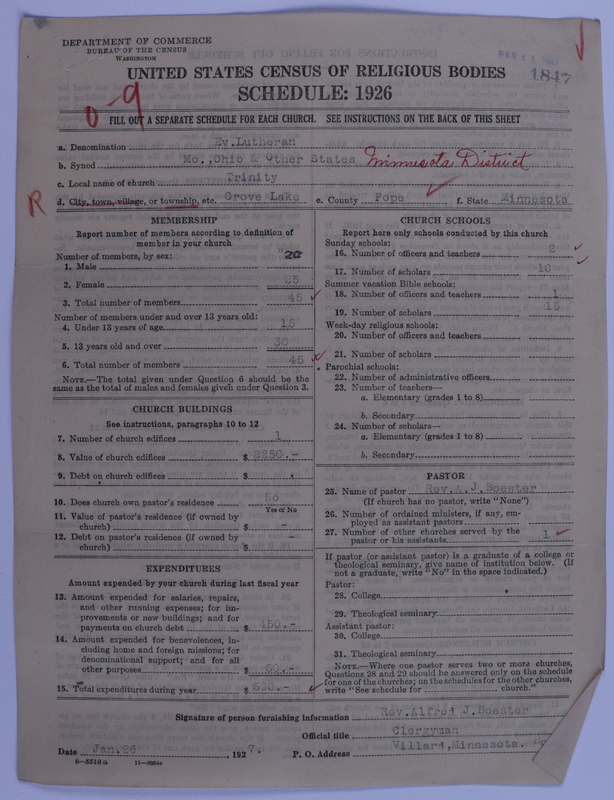 DEPARTMENT OF COMMERCE
BUREAU OF THE CENSUS
WASHINGTON
1847
UNITED STATES CENSUS OF RELIGIOUS BODIES
SCHEDULE: 1926
0-9
FILL OUT A SEPARATE SCHEDULE FOR EACH CHURCH. SEE INSTRUCTIONS ON THE BACK OF THIS SHEET
a. Denomination Ev. Lutheran
b. Synod Mo., Ohio & Other States Minnesota District
c. Local name of church Trinity
R d. City, town, village, or township, etc. Grove Lake e. County Pope f. State Minnesota
MEMBERSHIP
Report number of members according to definition of
member in your church
Number of members, by sex:
1. Male 20
2. Female 25
3. Total number of members 45
Number of members under and over 13 years old:
4. Under 13 years of age 15
5. 13 years old and over 30
6. Total number of members 45
NOTE.—The total given under Question 6 should be the
same as the total of males and females given under Question 3.
CHURCH BUILDINGS
See instructions, paragraphs 10 to 12
7. Number of church edifices 1
8. Value of church edifices $ 2250.-
9. Debt on church edifices $
10. Does church own pastor's residence No
Yes or No
11. Value of pastor's residence (if owned by
church) $ -
12. Debt on pastor's residence (if owned by
church) $ -
EXPENDITURES
Amount expended by your church during last fiscal year
13. Amount expended for salaries, repairs,
and other running expenses; for im-
provements or new buildings; and for
payments on church debt $ 450.-
14. Amount expended for benevolences, in-
cluding home and foreign missions; for
denominational support; and for all
other purposes $ 50.-
15. Total expenditures during year $
CHURCH SCHOOLS
Report here only schools conducted by this church
Sunday schools:
16. Number of officers and teachers 2
17. Number of scholars 10
Summer vacation Bible schools:
18. Number of officers and teachers 1
19. Number of scholars 15
Week-day religious schools:
20. Number of officers and teachers
21. Number of scholars
Parochial schools:
22. Number of administrative officers
23. Number of teachers—
a. Elementary (grades 1 to 8)
b. Secondary
24. Number of scholars—
a. Elementary (grades 1 to 8)
b. Secondary
PASTOR
25. Name of pastor Rev. A. J. Boester
(If church has no pastor, write "None")
26. Number of ordained ministers, if any, em-
ployed as assistant pastors
27. Number of other churches served by the
pastor or his assistants 1
If pastor (or assistant pastor) is a graduate of a college or
theological seminary, give name of institution below. (If
not a graduate, write "No" in the space indicated.)
Pastor:
28. College
29. Theological seminary
Assistant pastor:
30. College
31. Theological seminary
NOTE.—Where one pastor serves two or more churches,
Questions 28 and 29 should be answered only on the schedule
for one of the churches; on the schedules for the other churches,
write "See schedule for church."
Signature of person furnishing information Rev. Alfred J. Boester
Official title Clergyman
Date Jan. 26, 1927. P. O. Address Villard, Minnesota.